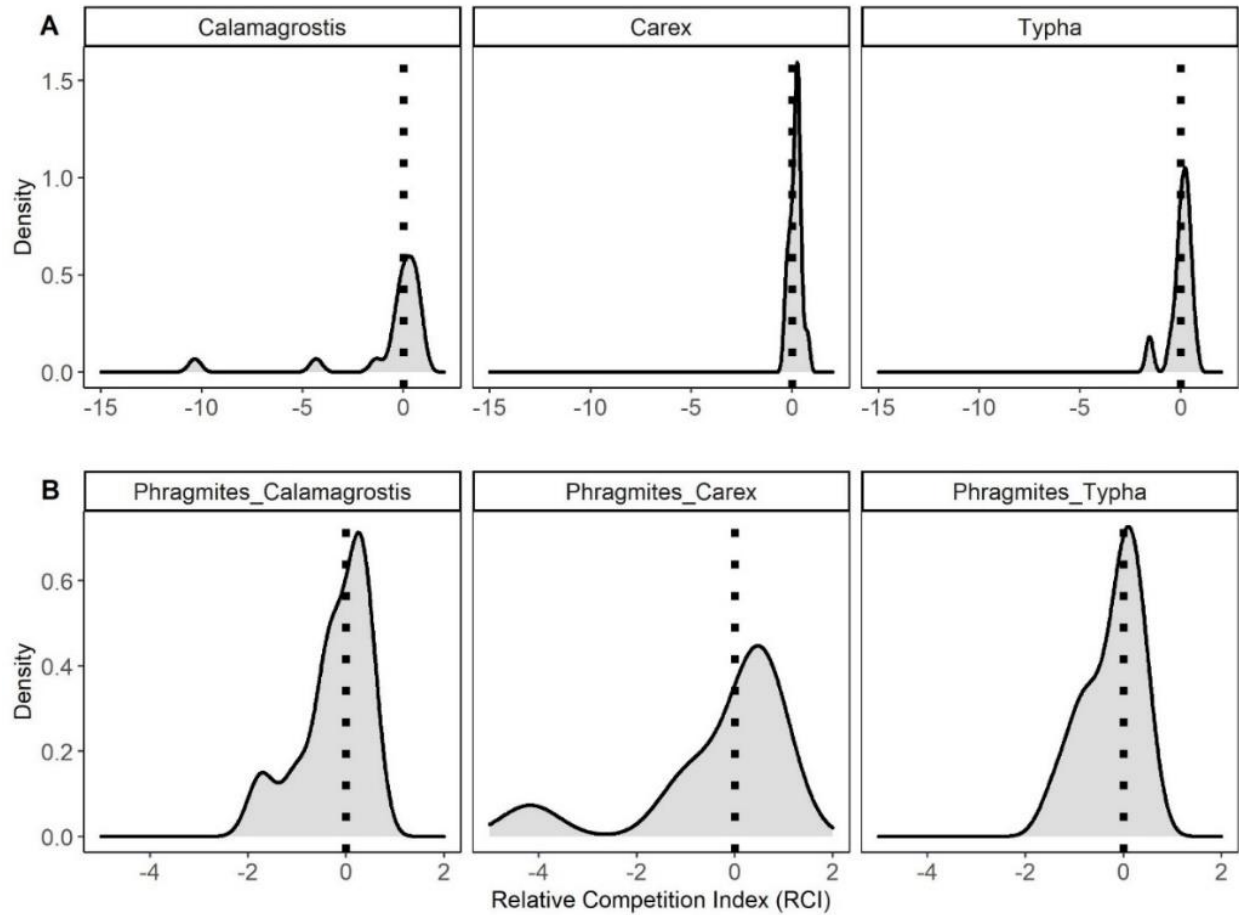 A
Calamagrostis
Carex
Typha
Density
1.5
1.0
0.5
0.0
-15 -10 -5 0
-15 -10 -5 0
-15 -10 -5 0
B
Phragmites_Calamagrostis
Phragmites_Carex
Phragmites_Typha
Density
0.6
0.4
0.2
0.0
-4 -2 0 2
-4 -2 0 2
-4 -2 0 2
Relative Competition Index (RCI)